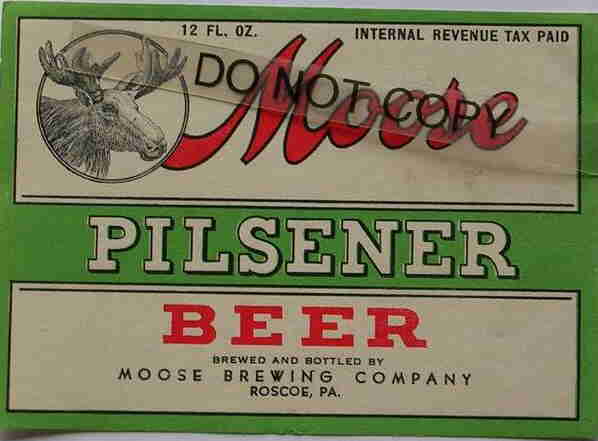 12 FL. OZ. INTERNAL REVENUE TAX PAID
Moose
DO NOT COPY
PILSENER
BEER
BREWED AND BOTTLED BY
MOOSE BREWING COMPANY
ROSCOE, PA.